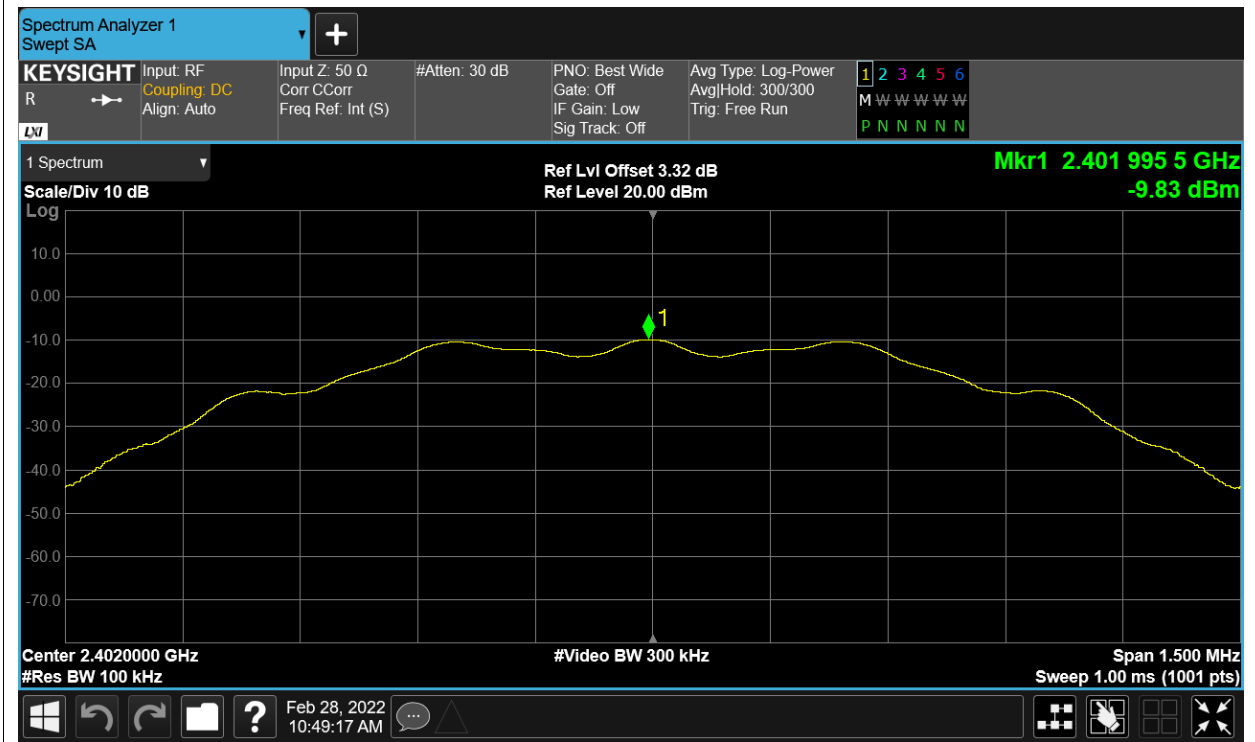 Spectrum Analyzer 1
Swept SA
+
KEYSIGHT
R
LXI
Input: RF
Coupling: DC
Align: Auto
Input Z: 50 Ω
Corr CCorr
Freq Ref: Int (S)
#Atten: 30 dB
PNO: Best Wide
Gate: Off
IF Gain: Low
Sig Track: Off
Avg Type: Log-Power
Avg|Hold: 300/300
Trig: Free Run
1 2 3 4 5 6
M W W W W W
P N N N N N
1 Spectrum
Scale/Div 10 dB
Log
Ref Lvl Offset 3.32 dB
Ref Level 20.00 dBm
Mkr1 2.401 995 5 GHz
-9.83 dBm
10.0
0.00
-10.0
-20.0
-30.0
-40.0
-50.0
-60.0
-70.0
1
Center 2.4020000 GHz
#Res BW 100 kHz
#Video BW 300 kHz
Span 1.500 MHz
Sweep 1.00 ms (1001 pts)
?
Feb 28, 2022
10:49:17 AM